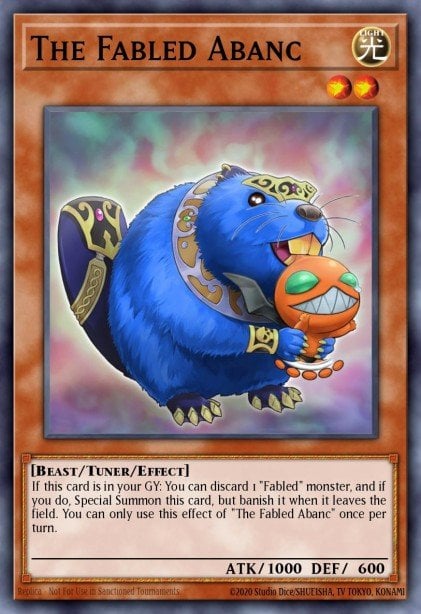 The Fabled Abanc
LIGHT
光
[Beast/Tuner/Effect]
If this card is in your GY: You can discard 1 "Fabled" monster, and if
you do, Special Summon this card, but banish it when it leaves the
field. You can only use this effect of "The Fabled Abanc" once per
turn.
ATK/1000 DEF/ 600
Replica - Not For Use in Sanctioned Tournaments
©2020 Studio Dice/SHUEISHA, TV TOKYO, KONAMI